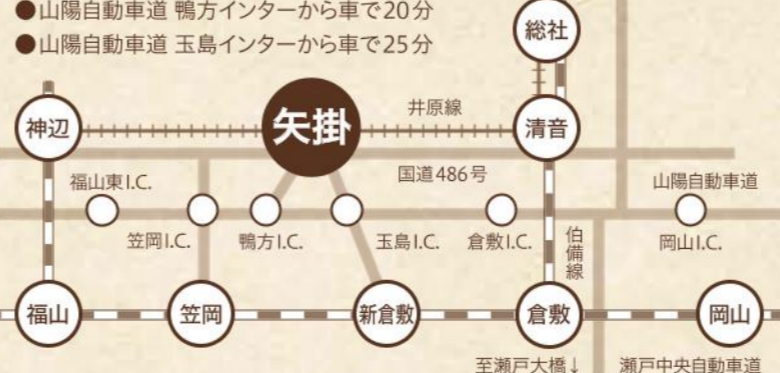 ●山陽自動車道 鴨方インターから車で20分
●山陽自動車道 玉島インターから車で25分
総社
神辺
矢掛
井原線
清音
国道486号
福山東I.C.
山陽自動車道
笠岡I.C.
鴨方I.C.
玉島I.C.
倉敷I.C.
伯備線
岡山I.C.
福山
笠岡
新倉敷
倉敷
岡山
至瀬戸大橋↓
瀬戸中央自動車道